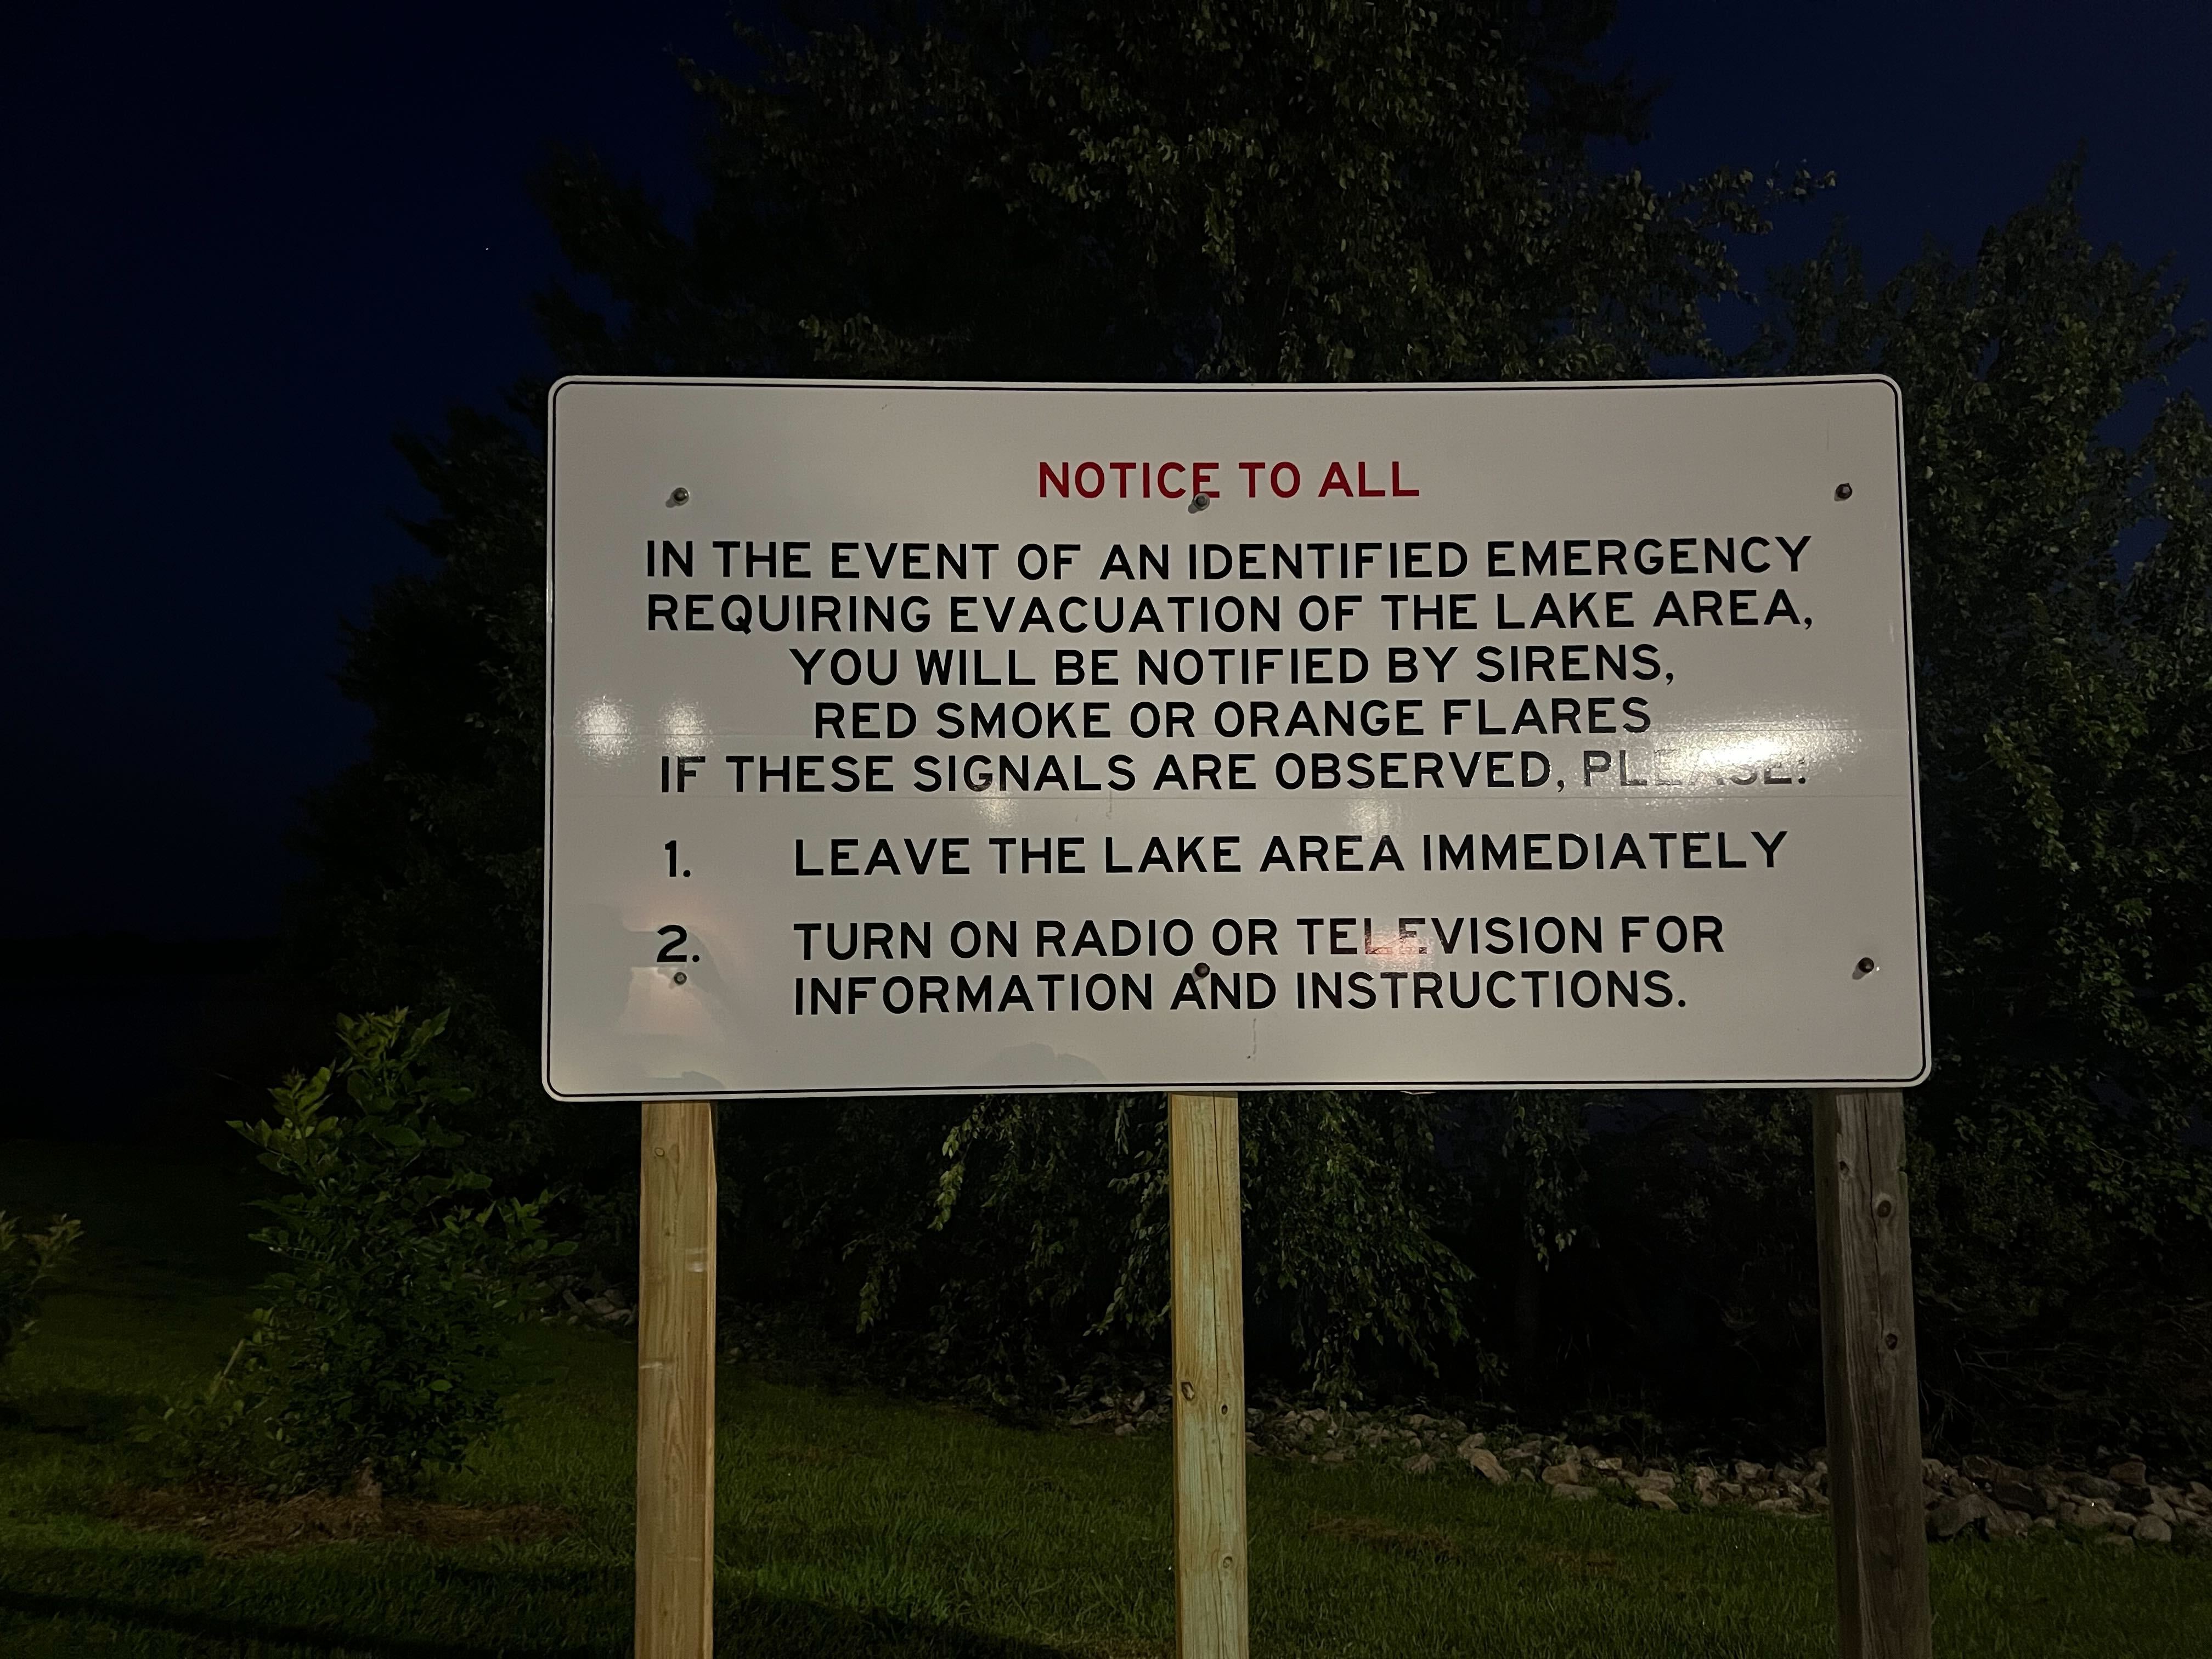 NOTICE TO ALL
IN THE EVENT OF AN IDENTIFIED EMERGENCY
REQUIRING EVACUATION OF THE LAKE AREA,
YOU WILL BE NOTIFIED BY SIRENS,
RED SMOKE OR ORANGE FLARES
IF THESE SIGNALS ARE OBSERVED, PLEASE:
1. LEAVE THE LAKE AREA IMMEDIATELY
2. TURN ON RADIO OR TELEVISION FOR
INFORMATION AND INSTRUCTIONS.